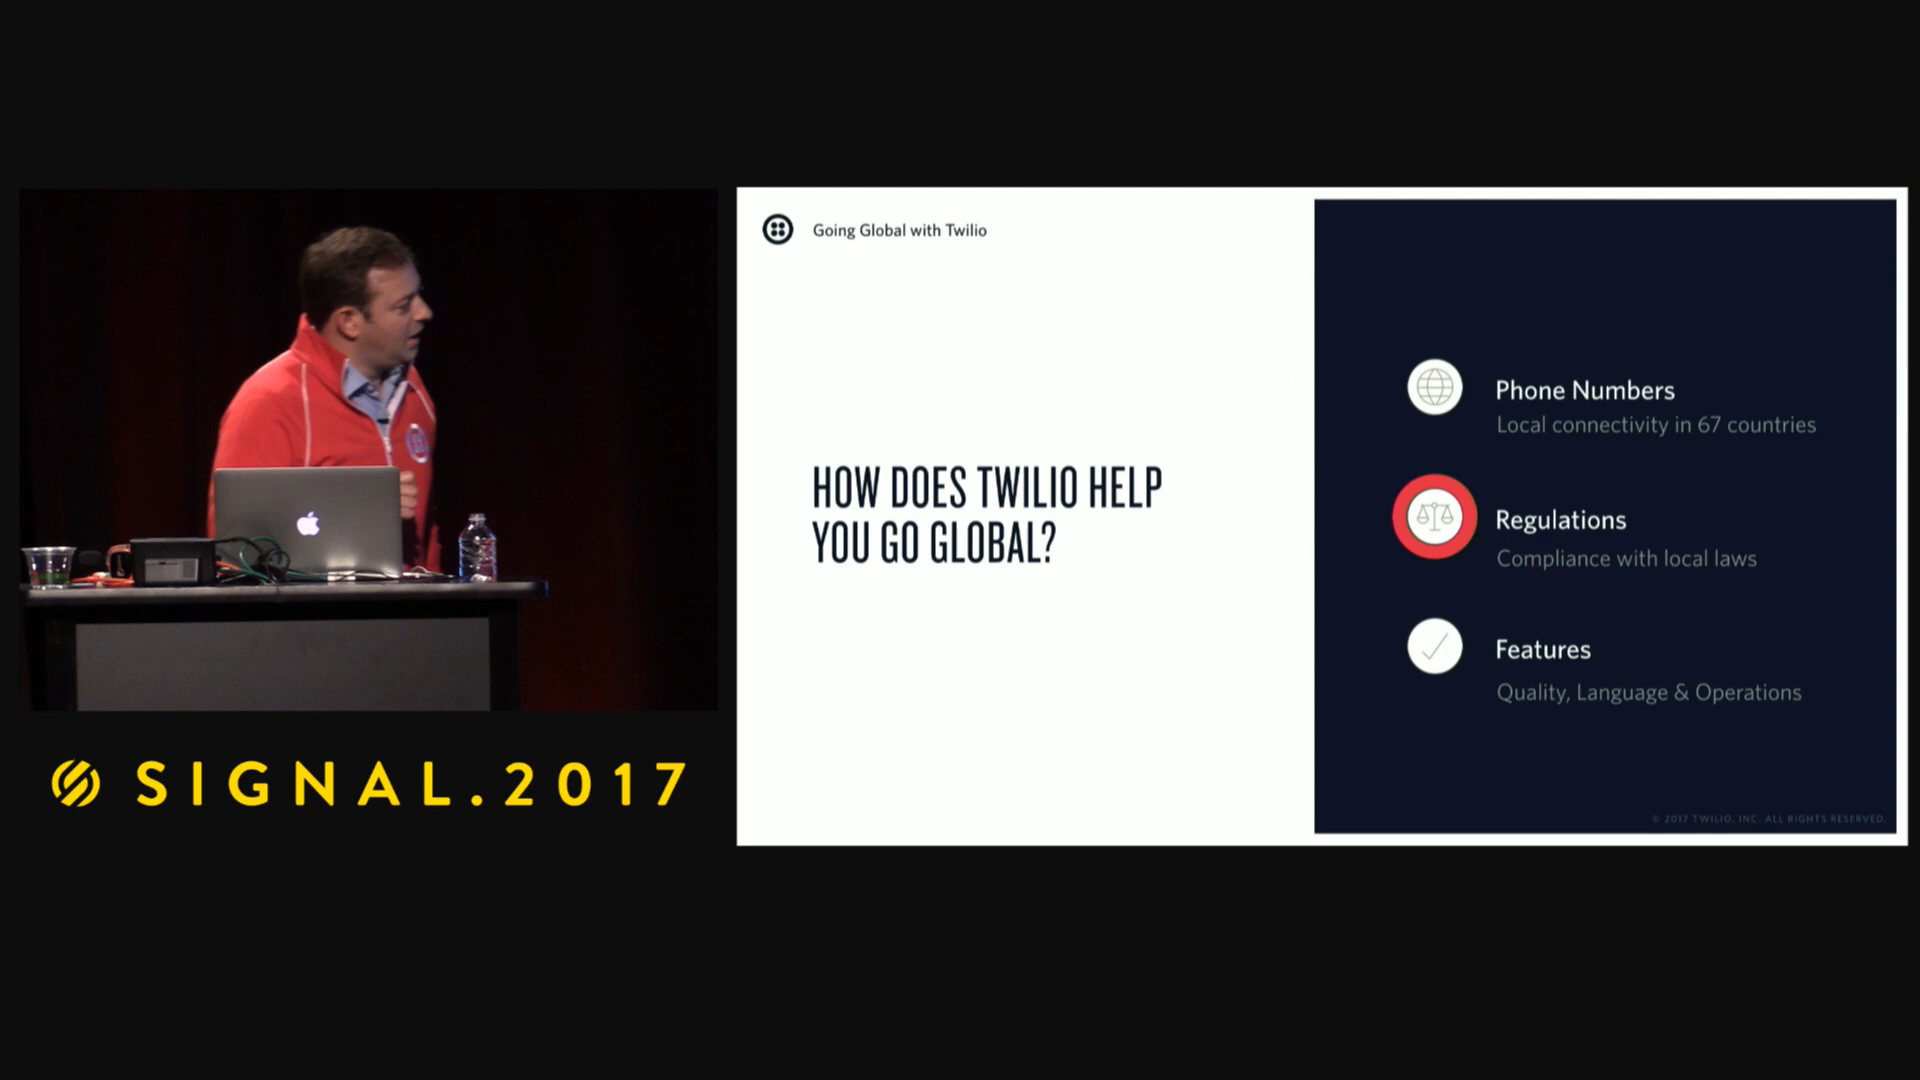 Going Global with Twilio
HOW DOES TWILIO HELP
YOU GO GLOBAL?
Phone Numbers
Local connectivity in 67 countries
Regulations
Compliance with local laws
Features
Quality, Language & Operations
© 2017 TWILIO, INC. ALL RIGHTS RESERVED.
SIGNAL.2017